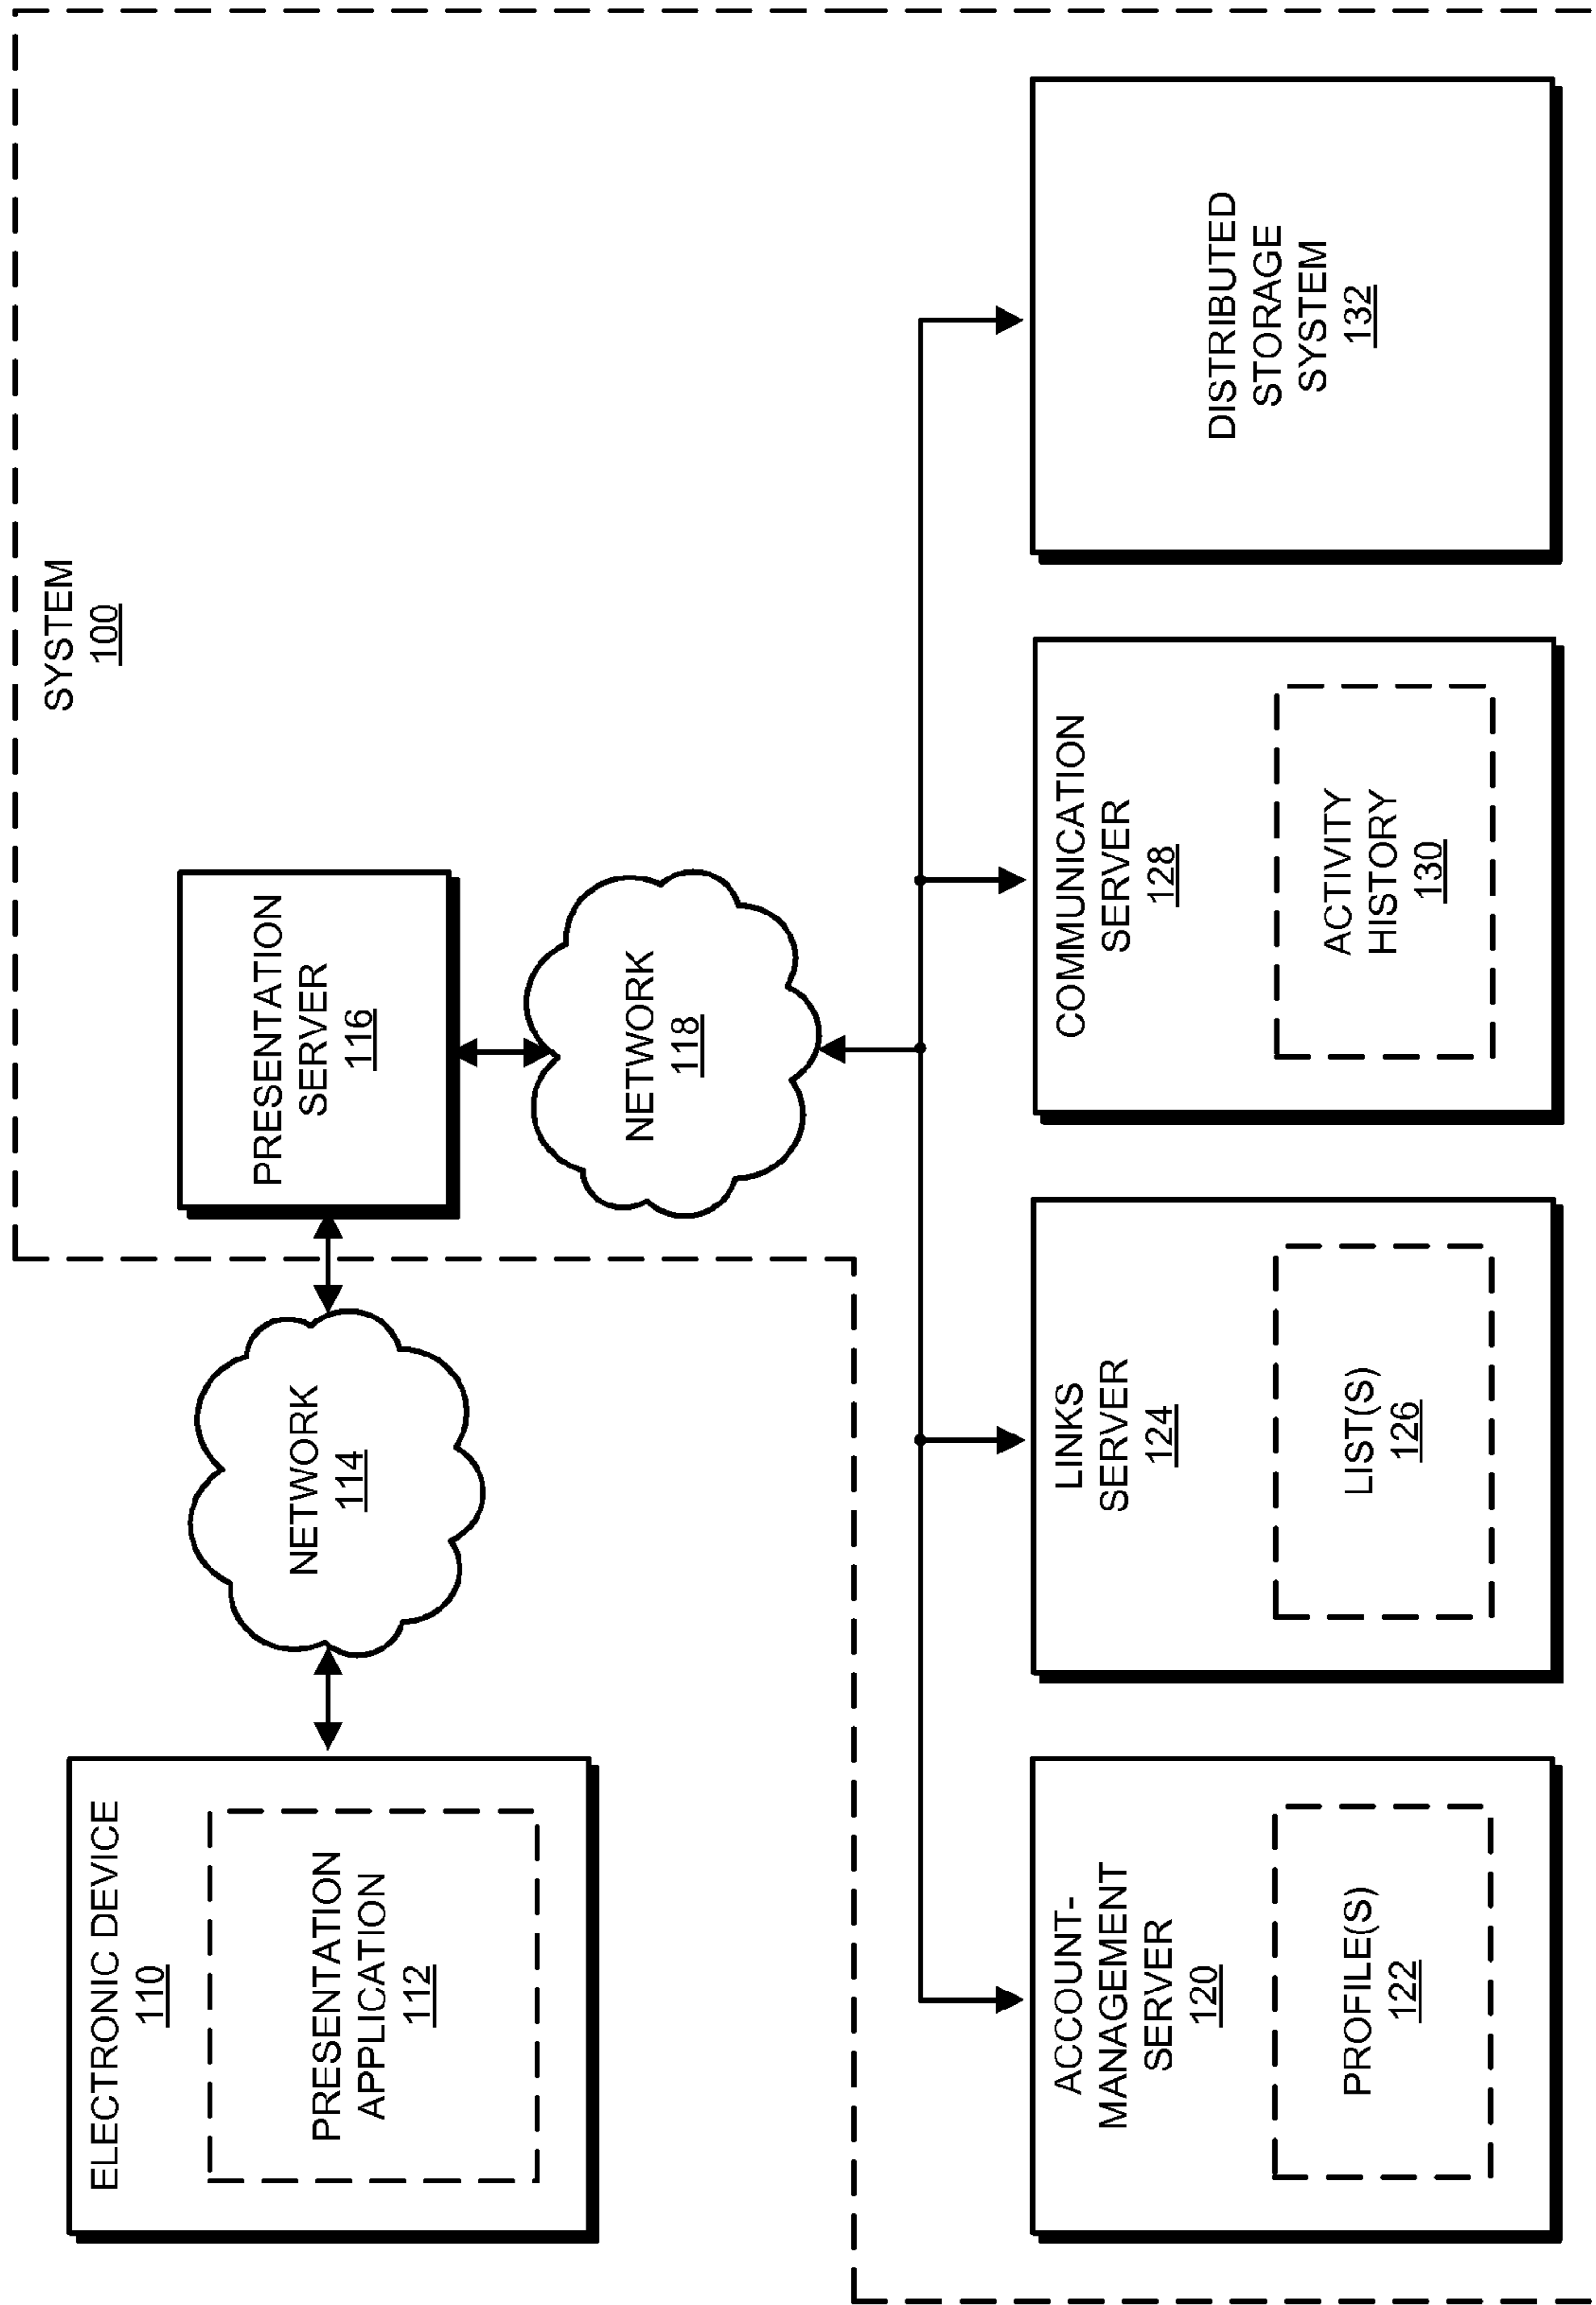 SYSTEM
100
ELECTRONIC DEVICE
110
PRESENTATION
APPLICATION
112
NETWORK
114
PRESENTATION
SERVER
116
NETWORK
118
ACCOUNT-
MANAGEMENT
SERVER
120
PROFILE(S)
122
LINKS
SERVER
124
LIST(S)
126
COMMUNICATION
SERVER
128
ACTIVITY
HISTORY
130
DISTRIBUTED
STORAGE
SYSTEM
132